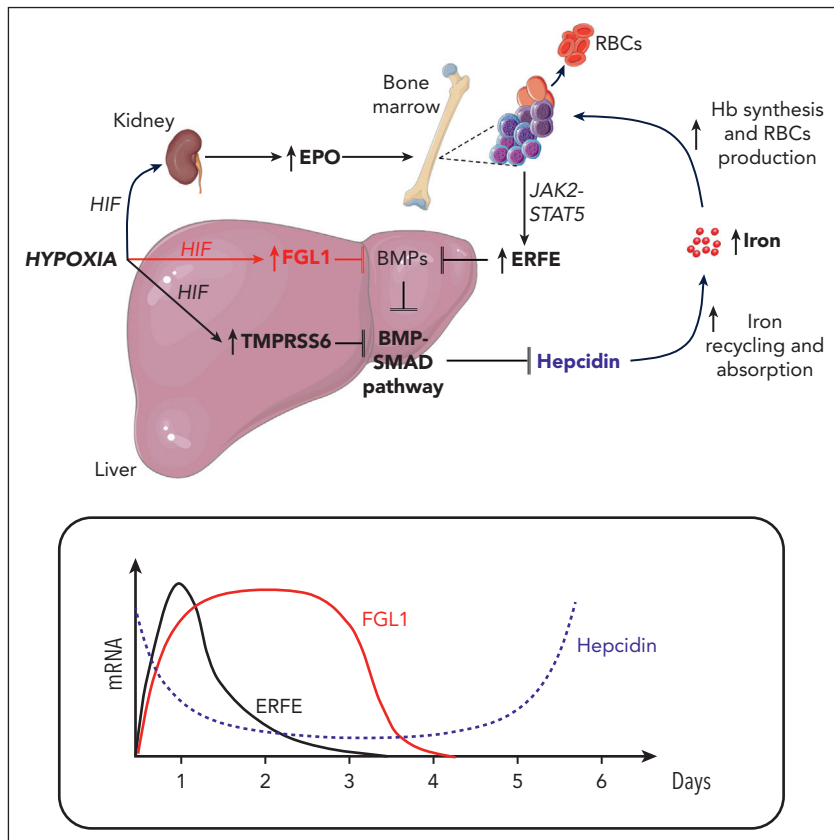 RBCs
Bone
marrow
Kidney
Hb synthesis
and RBCs
production
EPO
HIF
JAK2-
STAT5
HYPOXIA
HIF
FGL1
BMPs
ERFE
Iron
HIF
TMPRSS6
BMP-
SMAD
pathway
Hepcidin
Iron
recycling and
absorption
Liver
mRNA
FGL1
Hepcidin
ERFE
1 2 3 4 5 6 Days